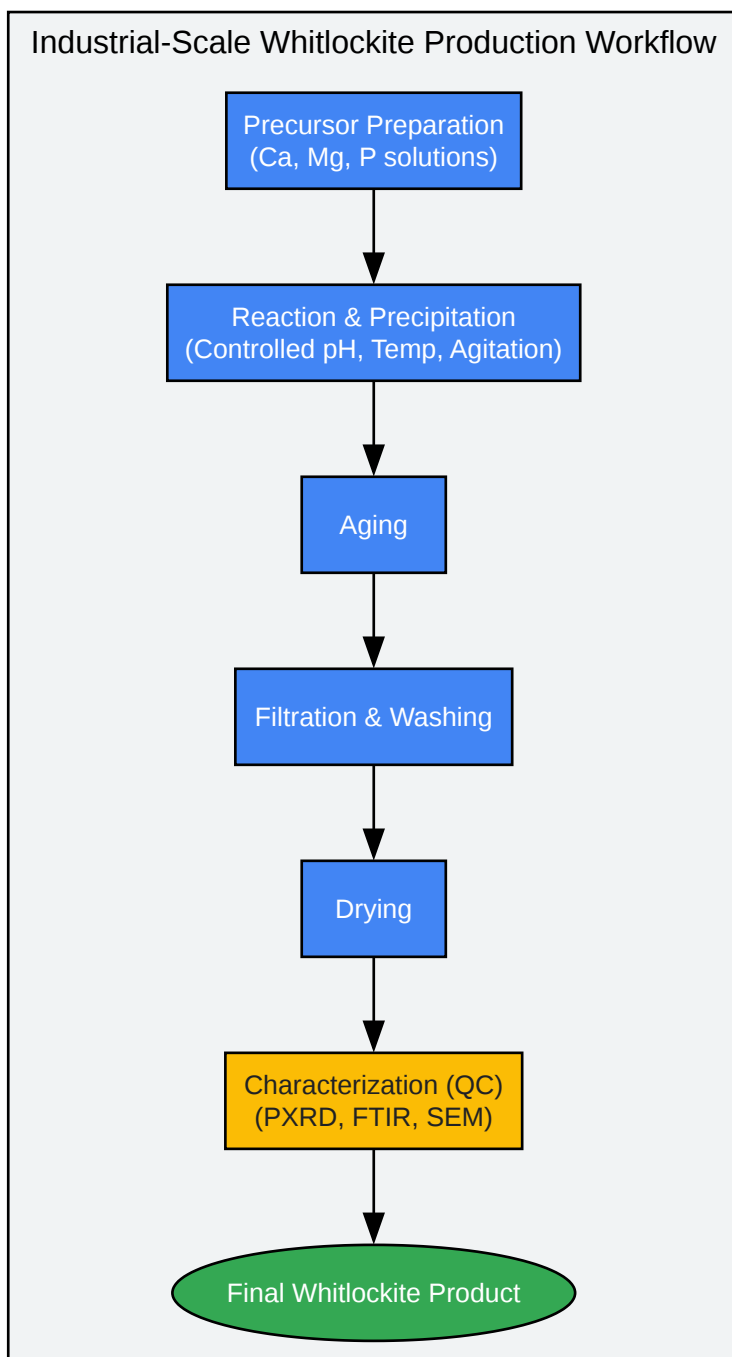 Industrial-Scale Whitlockite Production Workflow
Precursor Preparation
(Ca, Mg, P solutions)
Reaction & Precipitation
(Controlled pH, Temp, Agitation)
Aging
Filtration & Washing
Drying
Characterization (QC)
(PXRD, FTIR, SEM)
Final Whitlockite Product